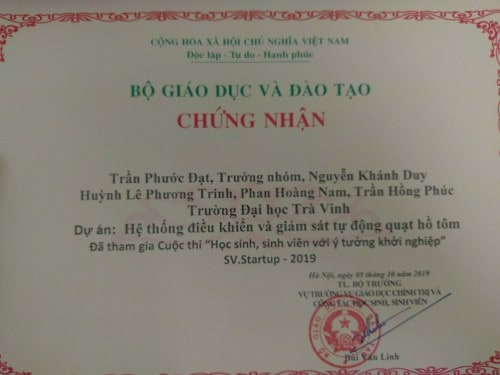 CỘNG HÒA XÃ HỘI CHỦ NGHĨA VIỆT NAM
Độc lập - Tự do - Hạnh phúc
BỘ GIÁO DỤC VÀ ĐÀO TẠO
CHỨNG NHẬN
Trần Phước Đạt, Trưởng nhóm, Nguyễn Khánh Duy
Huỳnh Lê Phương Trinh, Phan Hoàng Nam, Trần Hồng Phúc
Trường Đại học Trà Vinh
Dự án: Hệ thống điều khiển và giám sát tự động quạt hồ tôm
Đã tham gia Cuộc thi “Học sinh, sinh viên với ý tưởng khởi nghiệp”
SV.Startup - 2019
Hà Nội, ngày 05 tháng 10 năm 2019
TL. BỘ TRƯỞNG
VỤ TRƯỞNG VỤ GIÁO DỤC CHÍNH TRỊ VÀ
CÔNG TÁC HỌC SINH, SINH VIÊN
Bùi Văn Linh